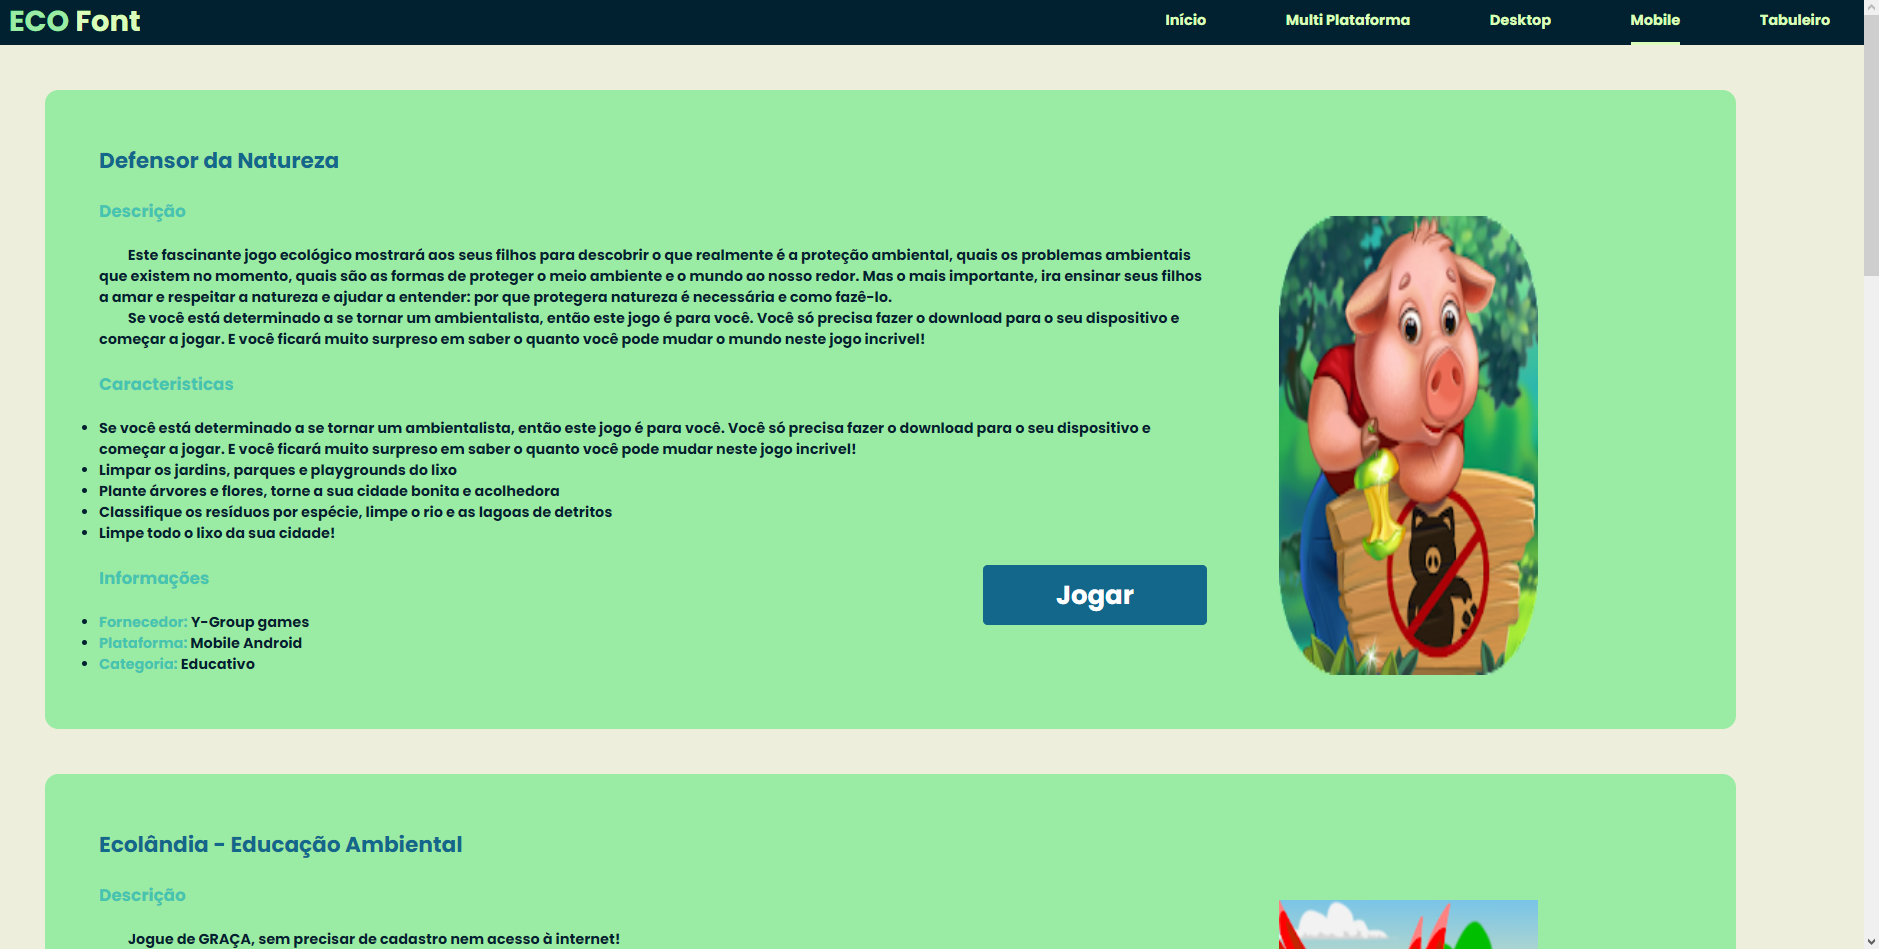 ECO Font
Início
Multi Plataforma
Desktop
Mobile
Tabuleiro
Defensor da Natureza
Descrição
Este fascinante jogo ecológico mostrará aos seus filhos para descobrir o que realmente é a proteção ambiental, quais os problemas ambientais
que existem no momento, quais são as formas de proteger o meio ambiente e o mundo ao nosso redor. Mas o mais importante, ira ensinar seus filhos
a amar e respeitar a natureza e ajudar a entender: por que protegera natureza é necessária e como fazê-lo.
Se você está determinado a se tornar um ambientalista, então este jogo é para você. Você só precisa fazer o download para o seu dispositivo e
começar a jogar. E você ficará muito surpreso em saber o quanto você pode mudar o mundo neste jogo incrivel!
Caracteristicas
Se você está determinado a se tornar um ambientalista, então este jogo é para você. Você só precisa fazer o download para o seu dispositivo e
começar a jogar. E você ficará muito surpreso em saber o quanto você pode mudar neste jogo incrivel!
Limpar os jardins, parques e playgrounds do lixo
Plante árvores e flores, torne a sua cidade bonita e acolhedora
Classifique os resíduos por espécie, limpe o rio e as lagoas de detritos
Limpe todo o lixo da sua cidade!
Informações
Fornecedor: Y-Group games
Plataforma: Mobile Android
Categoria: Educativo
Jogar
Ecolândia - Educação Ambiental
Descrição
Jogue de GRAÇA, sem precisar de cadastro nem acesso à internet!